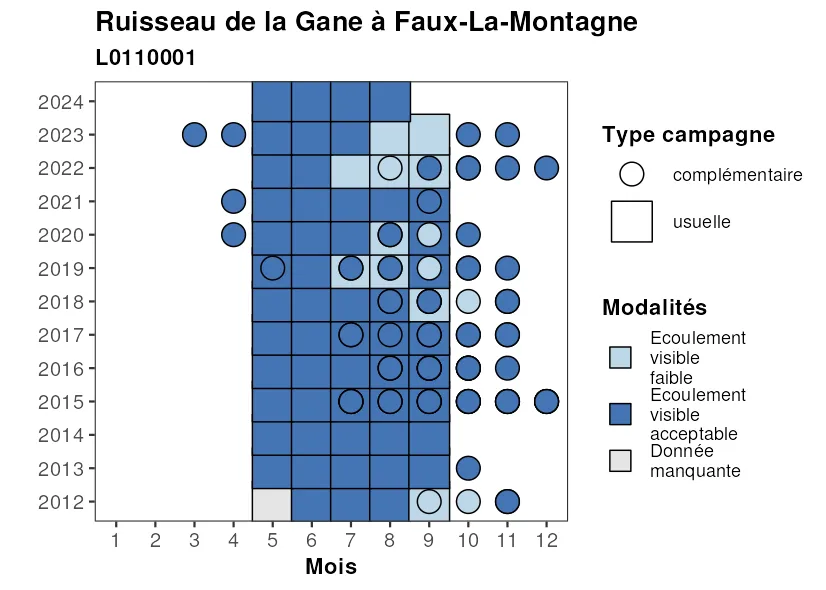 Ruisseau de la Gane à Faux-La-Montagne
L0110001
2024
2023
2022
2021
2020
2019
2018
2017
2016
2015
2014
2013
2012
1 2 3 4 5 6 7 8 9 10 11 12
Mois
Type campagne
complémentaire
usuelle
Modalités
Ecoulement
visible
faible
Ecoulement
visible
acceptable
Donnée
manquante